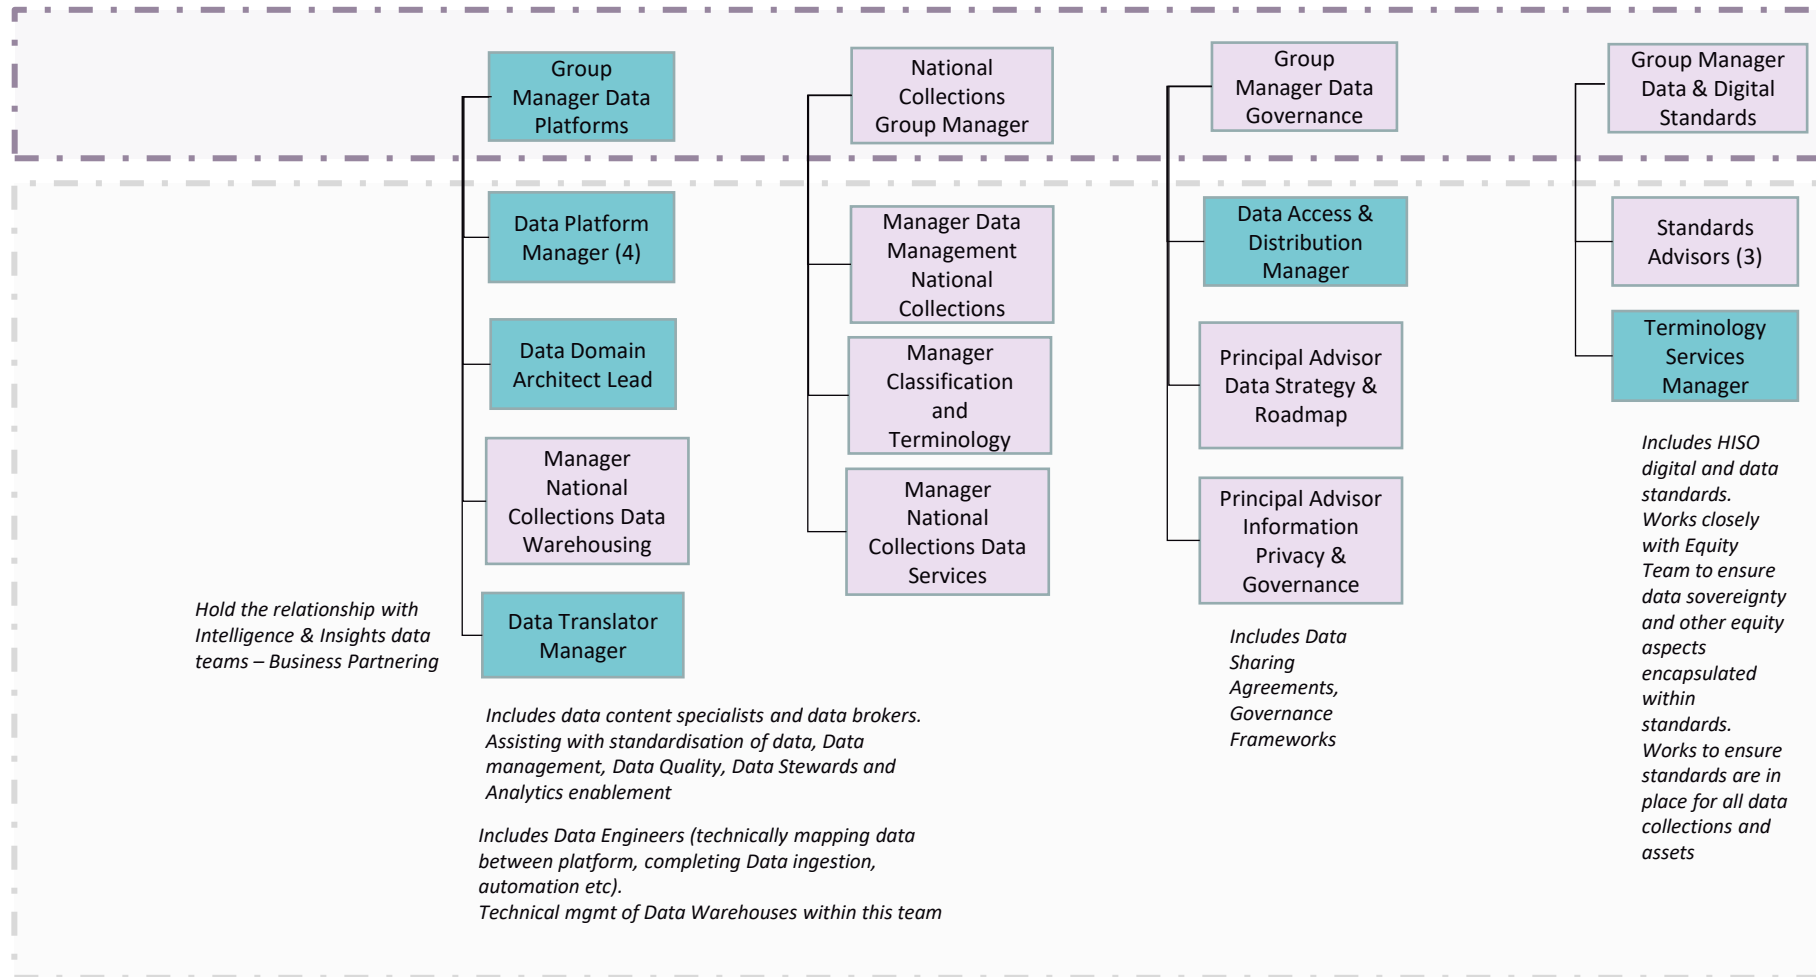 Group
Manager Data
Platforms
National
Collections
Group Manager
Group
Manager Data
Governance
Group Manager
Data & Digital
Standards
Data Platform
Manager (4)
Manager Data
Management
National
Collections
Data Access &
Distribution
Manager
Standards
Advisors (3)
Data Domain
Architect Lead
Manager
Classification
and
Terminology
Principal Advisor
Data Strategy &
Roadmap
Terminology
Services
Manager
Manager
National
Collections Data
Warehousing
Manager
National
Collections Data
Services
Principal Advisor
Information
Privacy &
Governance
Includes HISO
digital and data
standards.
Works closely
with Equity
Team to ensure
data sovereignty
and other equity
aspects
encapsulated
within
standards.
Works to ensure
standards are in
place for all data
collections and
assets
Hold the relationship with
Intelligence & Insights data
teams – Business Partnering
Data Translator
Manager
Includes Data
Sharing
Agreements,
Governance
Frameworks
Includes data content specialists and data brokers.
Assisting with standardisation of data, Data
management, Data Quality, Data Stewards and
Analytics enablement
Includes Data Engineers (technically mapping data
between platform, completing Data ingestion,
automation etc).
Technical mgmt of Data Warehouses within this team